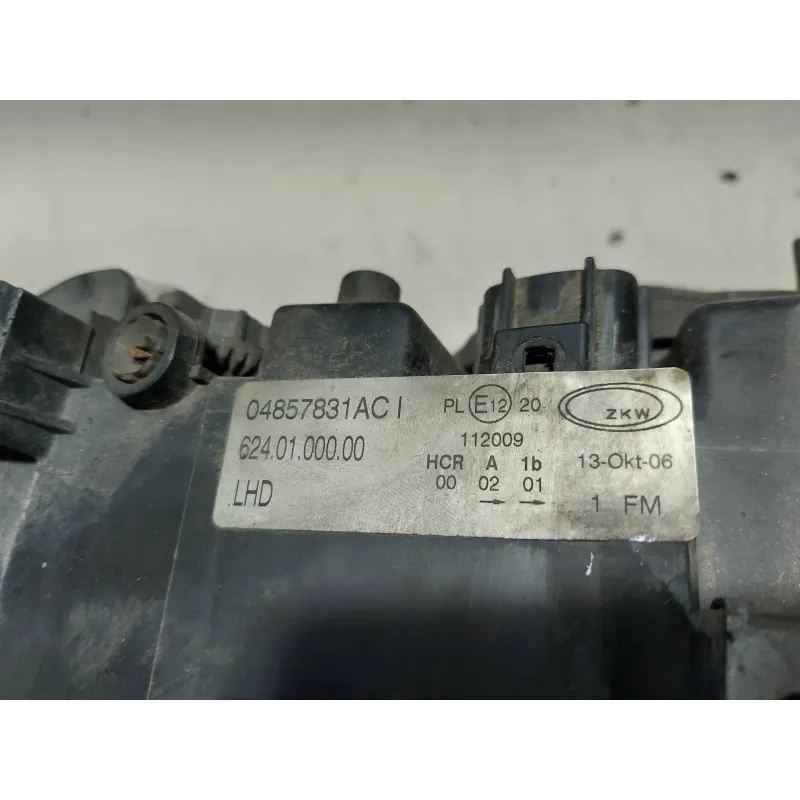 04857831AC I
624.01.000.00
.LHD
PL E12 20
112009
HCR A 1b
00 02 01
→ →
ZKW
13-Okt-06
1 FM